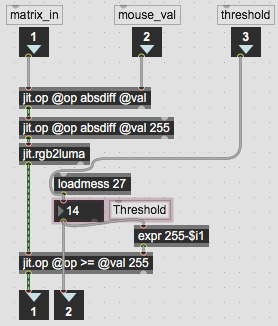 matrix_in mouse_val threshold
1 2 3
jit.op @op absdiff @val
jit.op @op absdiff @val 255
jit.rgb2luma
loadmess 27
14 Threshold
expr 255-$i1
jit.op @op >= @val 255
1 2